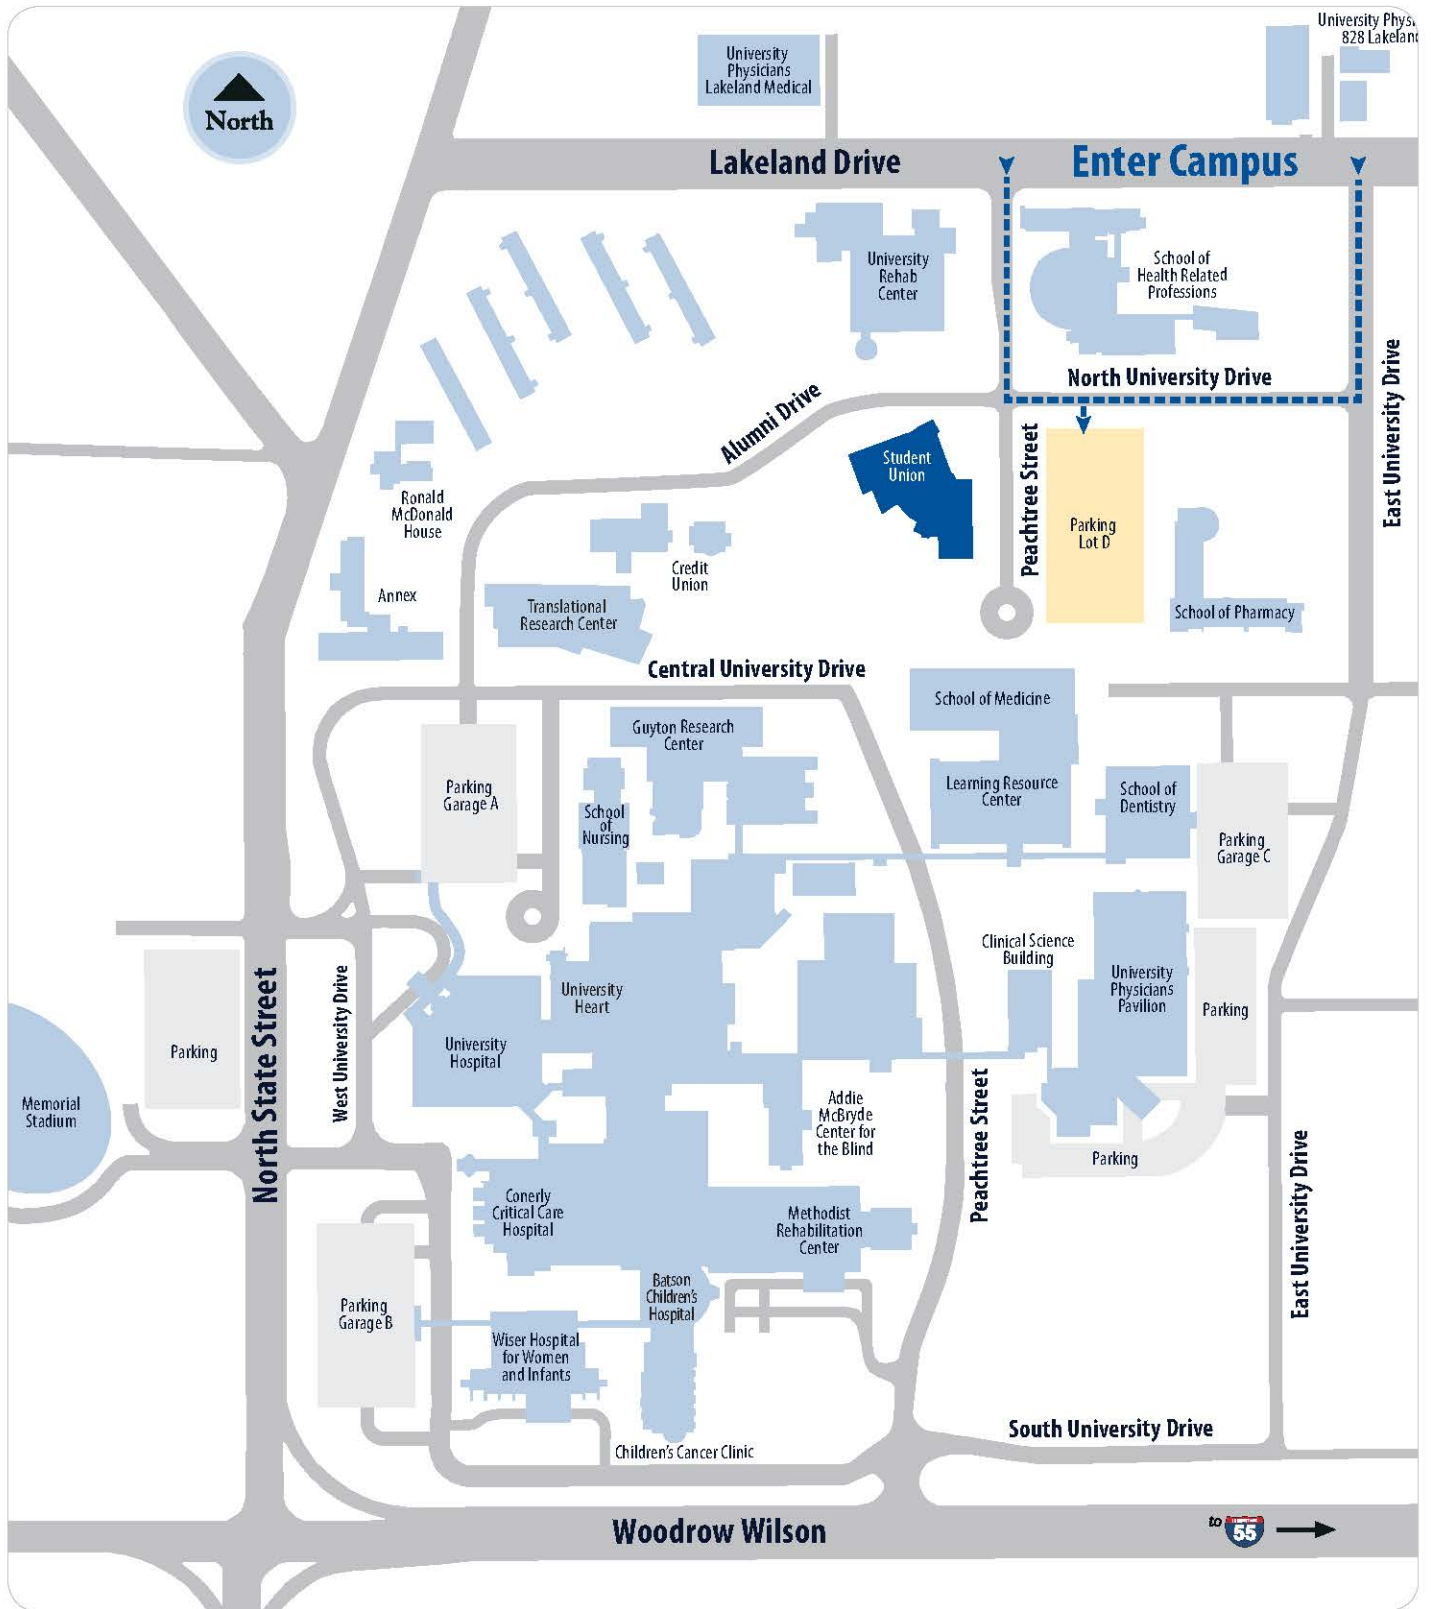 University Phys
828 Lakeland
University
Physicians
Lakeland Medical
North
Lakeland Drive
Enter Campus
University
Rehab
Center
School of
Health Related
Professions
North University Drive
East University Drive
Alumni Drive
Student
Union
Peachtree Street
Parking
Lot D
Ronald
McDonald
House
Credit
Union
Annex
Translational
Research Center
School of Pharmacy
Central University Drive
School of Medicine
Guyton Research
Center
Parking
Garage A
School
of
Nursing
Learning Resource
Center
School of
Dentistry
Parking
Garage C
Clinical Science
Building
University
Physicians
Pavilion
Parking
University
Heart
University
Hospital
West University Drive
North State Street
Parking
Memorial
Stadium
Addie
McBryde
Center for
the Blind
Peachtree Street
Parking
East University Drive
Conerly
Critical Care
Hospital
Methodist
Rehabilitation
Center
Batson
Children's
Hospital
Parking
Garage B
Wiser Hospital
for Women
and Infants
Children's Cancer Clinic
South University Drive
Woodrow Wilson
to
55